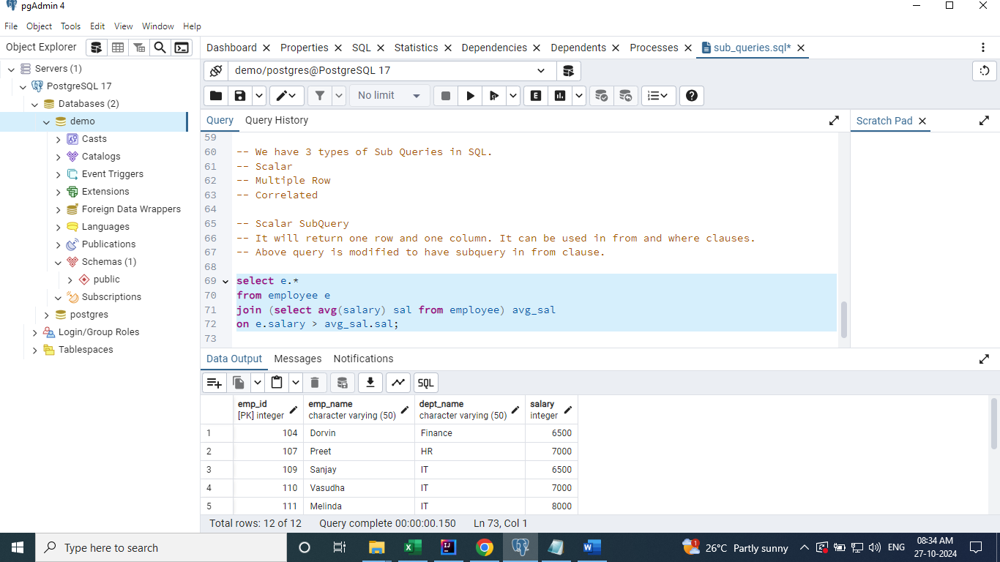 pgAdmin 4
File Object Tools Edit View Window Help
Object Explorer
Dashboard Properties SQL Statistics Dependencies Dependents Processes sub_queries.sql*
Servers (1)
PostgreSQL 17
Databases (2)
demo
Casts
Catalogs
Event Triggers
Extensions
Foreign Data Wrappers
Languages
Publications
Schemas (1)
public
Subscriptions
postgres
Login/Group Roles
Tablespaces
demo/postgres@PostgreSQL 17
No limit
E
Query Query History
Scratch Pad
59
60 -- We have 3 types of Sub Queries in SQL.
61 -- Scalar
62 -- Multiple Row
63 -- Correlated
64
65 -- Scalar SubQuery
66 -- It will return one row and one column. It can be used in from and where clauses.
67 -- Above query is modified to have subquery in from clause.
68
69 select e.*
70 from employee e
71 join (select avg(salary) sal from employee) avg_sal
72 on e.salary > avg_sal.sal;
73
Data Output Messages Notifications
SQL
emp_id emp_name dept_name salary
[PK] integer character varying (50) character varying (50) integer
1 104 Dorvin Finance 6500
2 107 Preet HR 7000
3 109 Sanjay IT 6500
4 110 Vasudha IT 7000
5 111 Melinda IT 8000
Total rows: 12 of 12 Query complete 00:00:00.150 Ln 73, Col 1
Type here to search
1
26°C Partly sunny
ENG
08:34 AM
27-10-2024